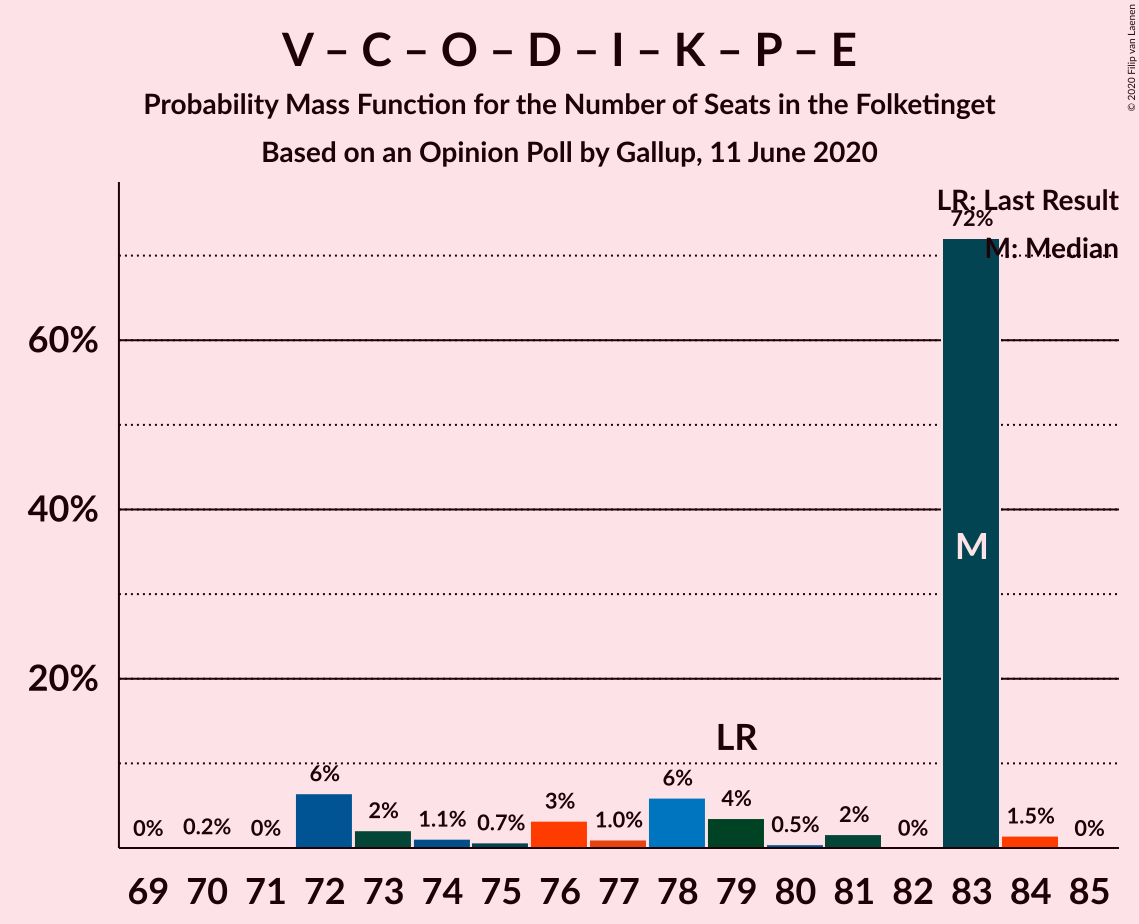 V – C – O – D – I – K – P – E
Probability Mass Function for the Number of Seats in the Folketinget
Based on an Opinion Poll by Gallup, 11 June 2020
© 2020 Filip van Laenen
LR: Last Result
M: Median
60%
40%
20%
0%
0.2%
0%
6%
2%
1.1%
0.7%
3%
1.0%
6%
4%
0.5%
2%
0%
72%
1.5%
0%
LR
M
69 70 71 72 73 74 75 76 77 78 79 80 81 82 83 84 85